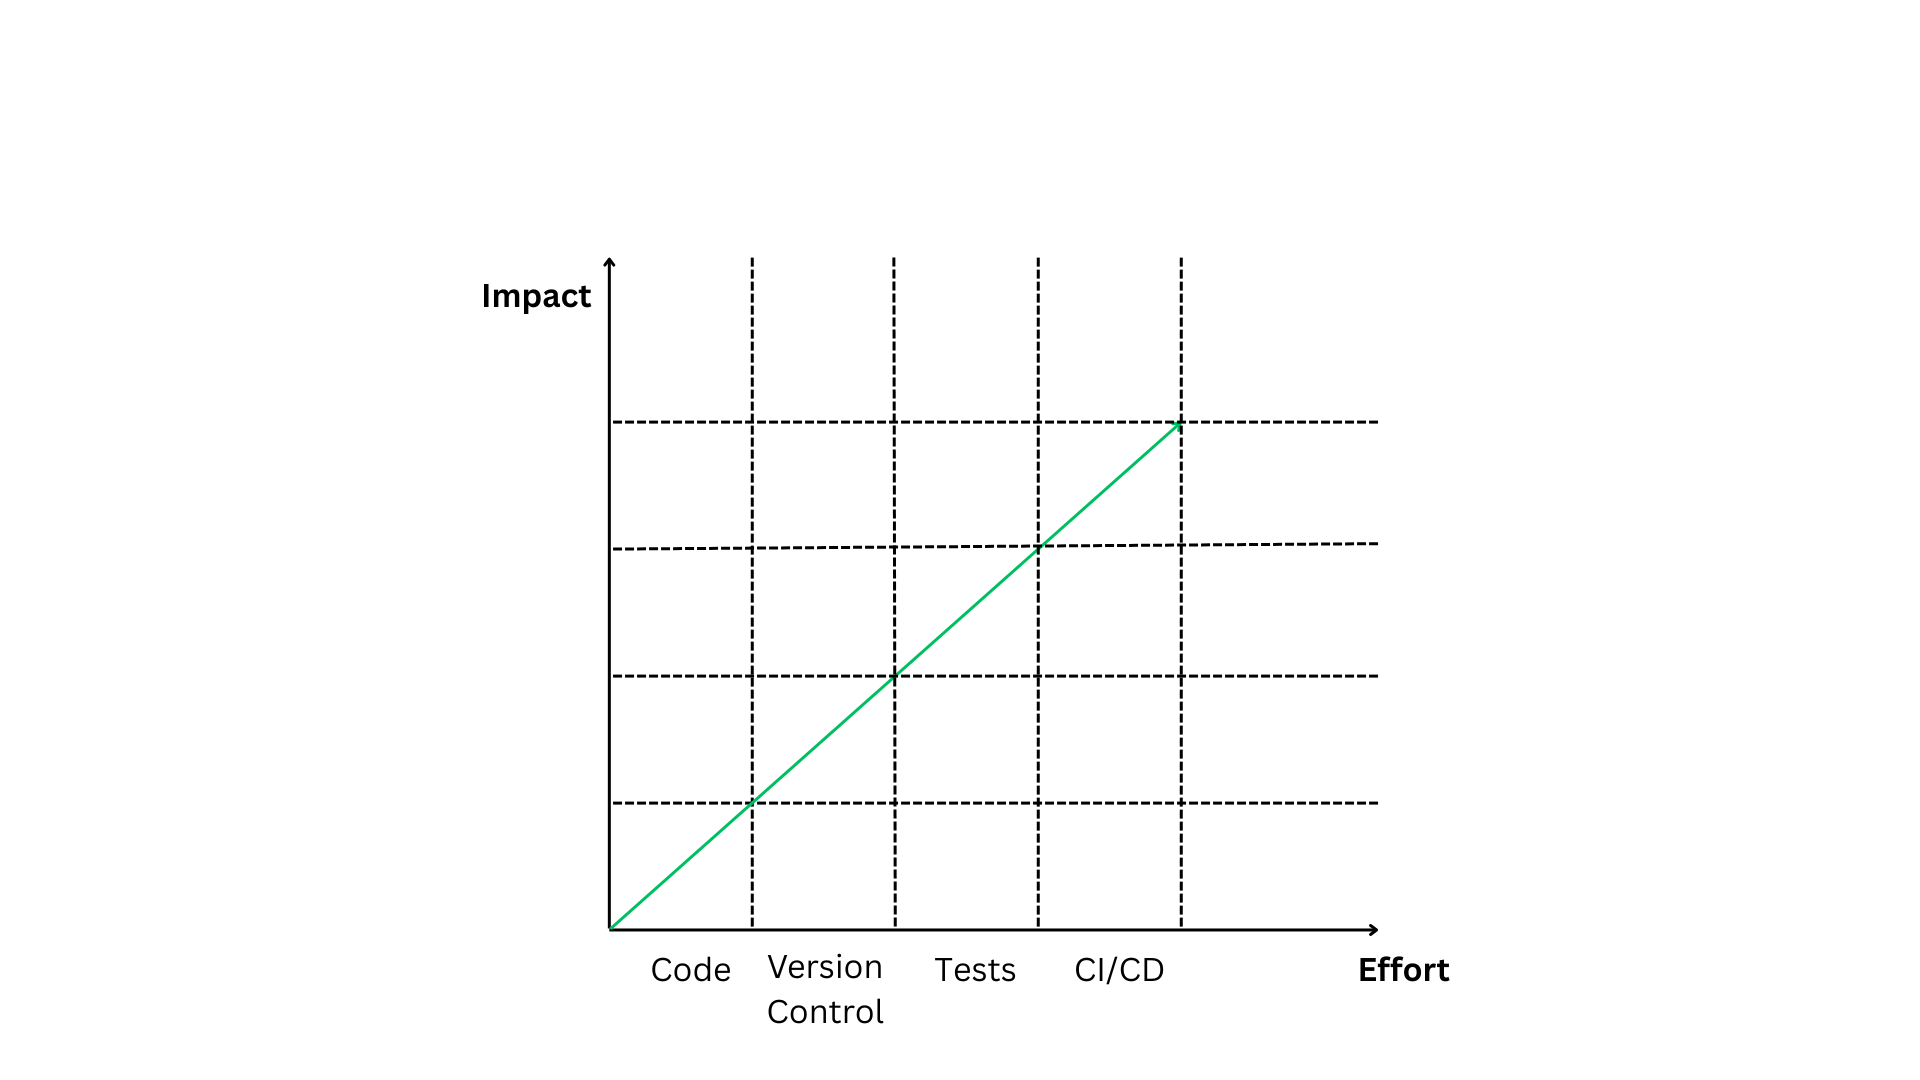 Impact
Code
Version
Control
Tests
CI/CD
Effort